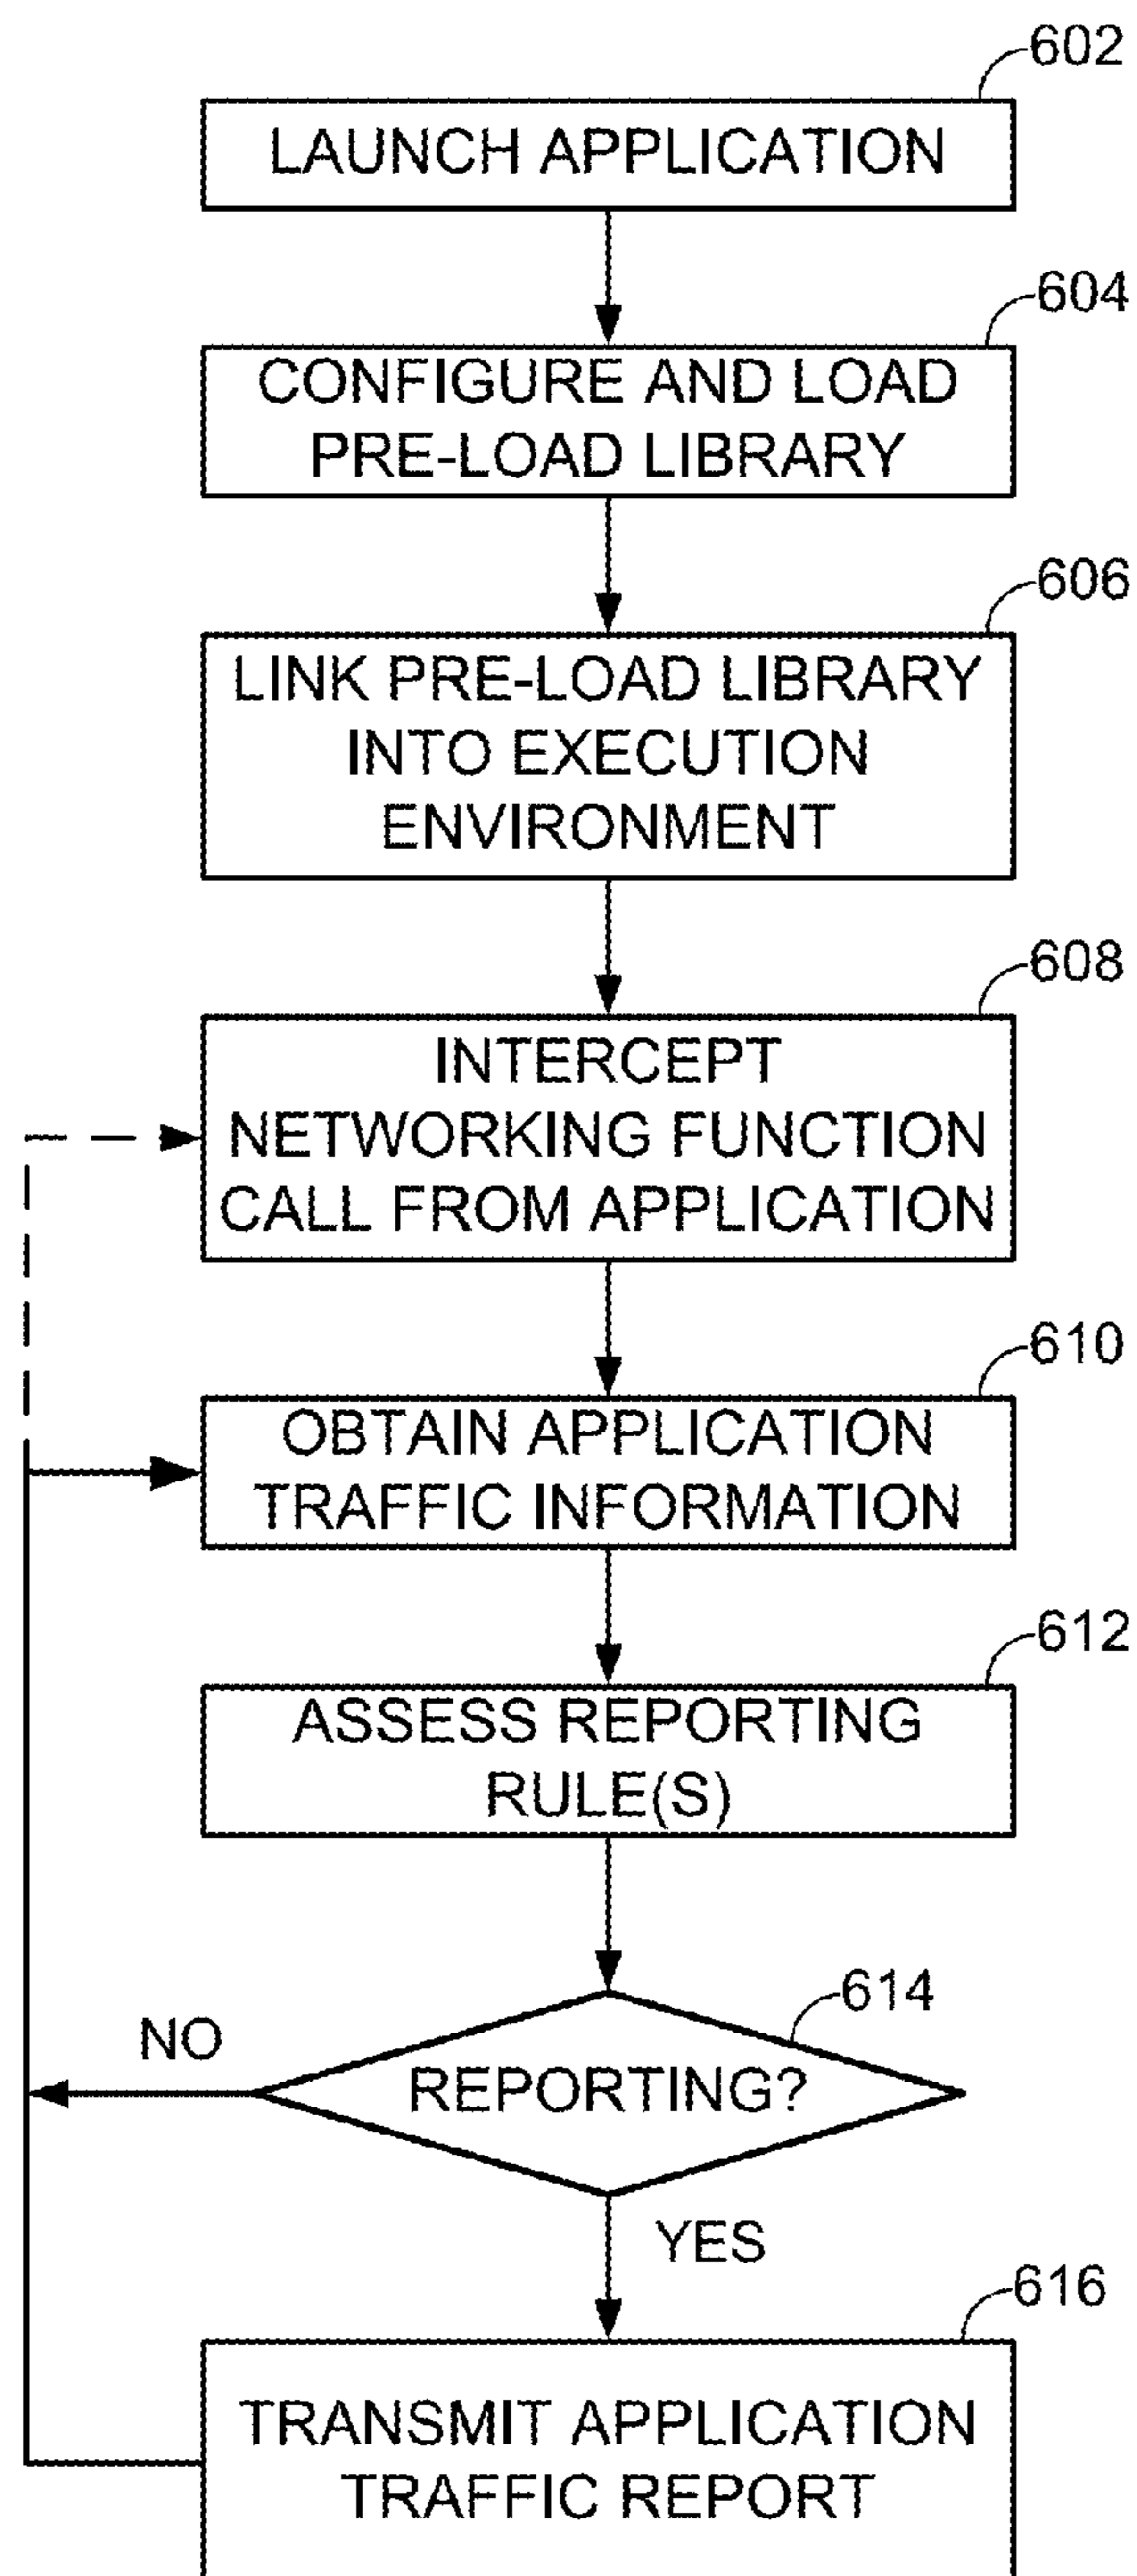 602
LAUNCH APPLICATION
604
CONFIGURE AND LOAD
PRE-LOAD LIBRARY
606
LINK PRE-LOAD LIBRARY
INTO EXECUTION
ENVIRONMENT
608
INTERCEPT
NETWORKING FUNCTION
CALL FROM APPLICATION
610
OBTAIN APPLICATION
TRAFFIC INFORMATION
612
ASSESS REPORTING
RULE(S)
614
NO
REPORTING?
YES
616
TRANSMIT APPLICATION
TRAFFIC REPORT